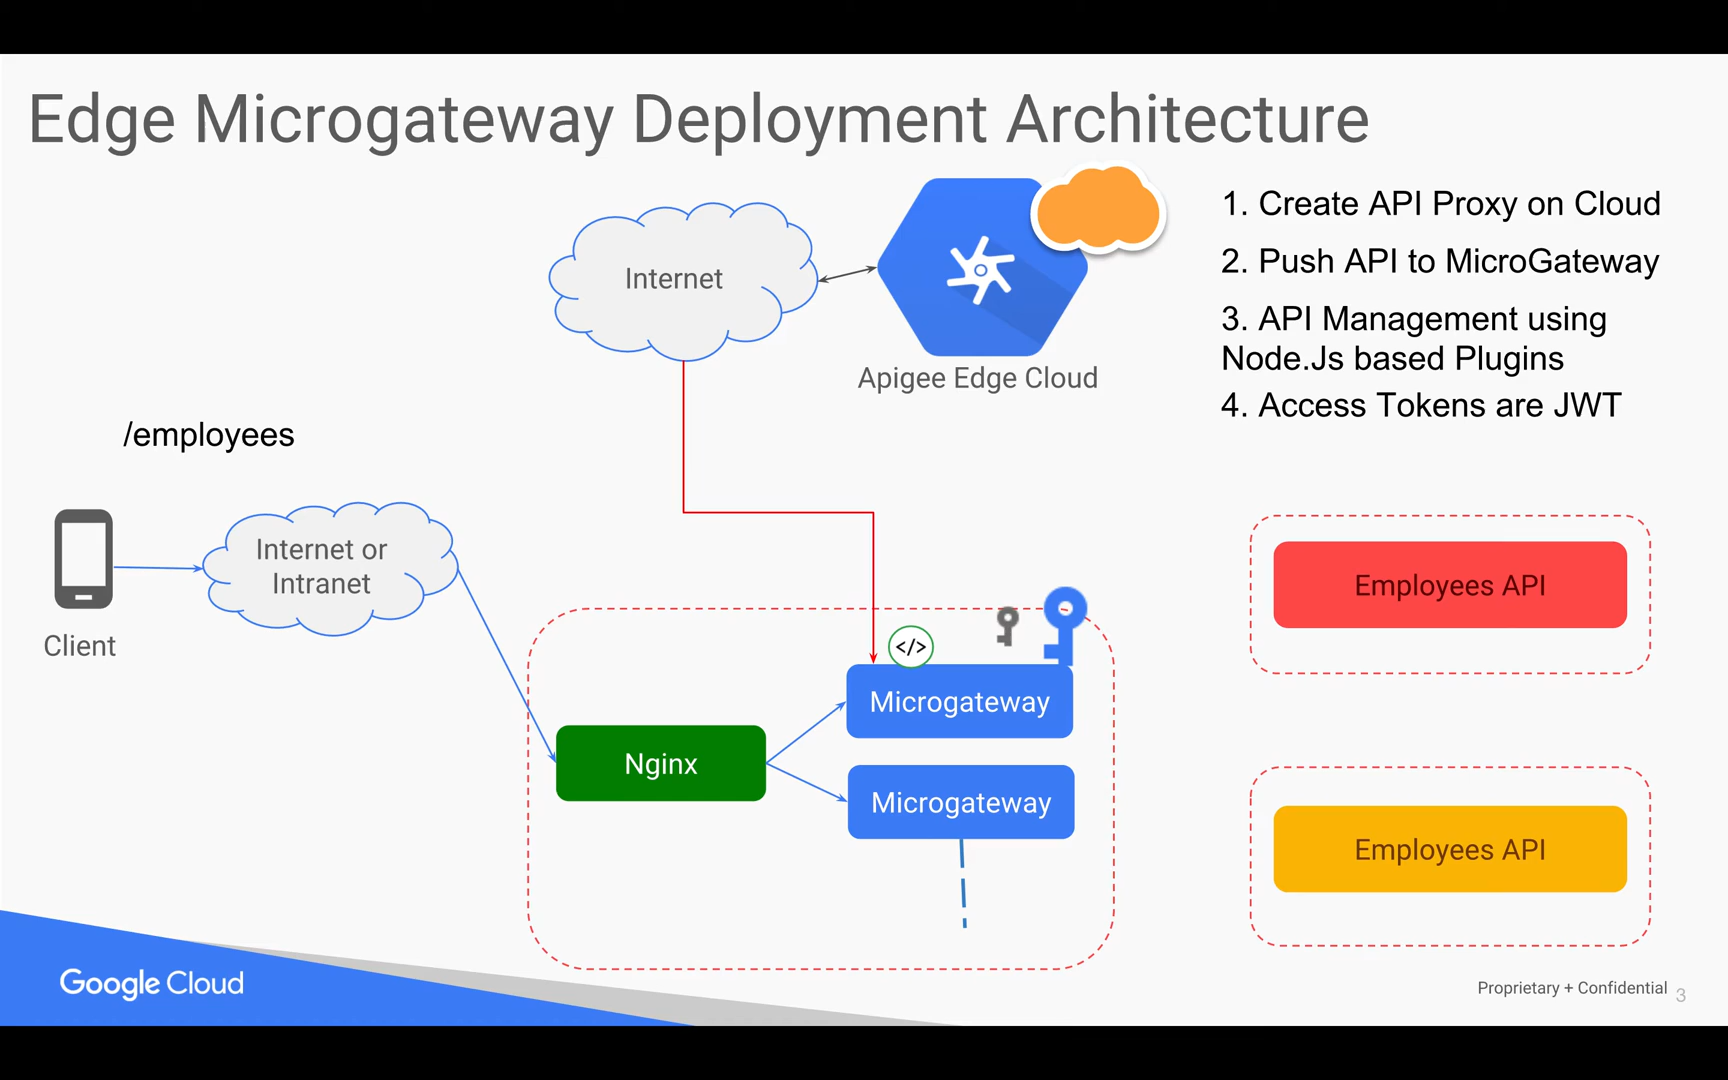 Edge Microgateway Deployment Architecture
Internet
Apigee Edge Cloud
1. Create API Proxy on Cloud
2. Push API to MicroGateway
3. API Management using
Node.Js based Plugins
4. Access Tokens are JWT
/employees
Client
Internet or
Intranet
Nginx
</>
Microgateway
Microgateway
Employees API
Employees API
Google Cloud
Proprietary + Confidential
3